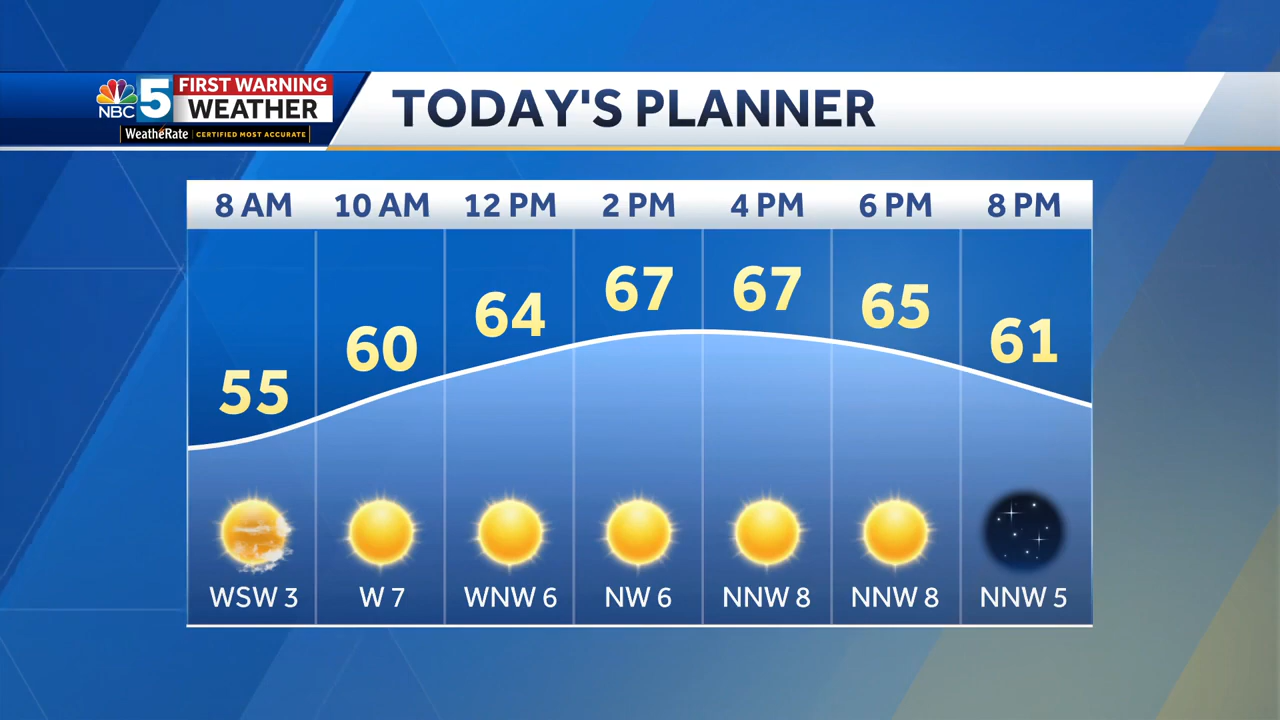 FIRST WARNING
NBC 5 WEATHER
WeatheRate CERTIFIED MOST ACCURATE
TODAY'S PLANNER
8 AM 10 AM 12 PM 2 PM 4 PM 6 PM 8 PM
55 60 64 67 67 65 61
WSW 3 W 7 WNW 6 NW 6 NNW 8 NNW 8 NNW 5